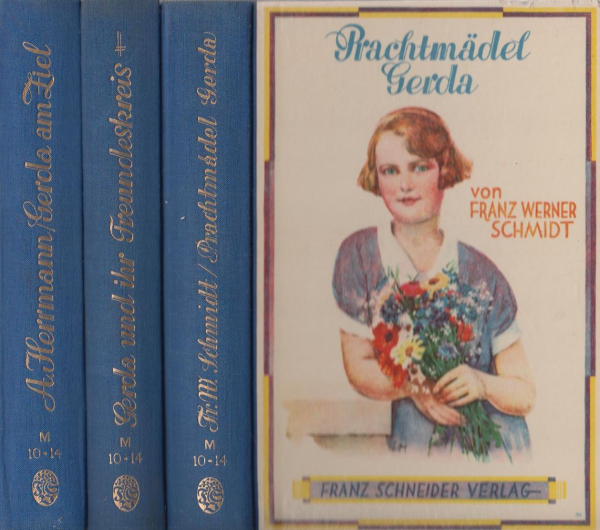 A. Herrmann/Gerda am Ziel
M
10-14
Gerda und ihr Freundeskreis
M
10-14
Fr. W. Schmidt/Prachtmädel Gerda
M
10-14
Prachtmädel
Gerda
von
FRANZ WERNER
SCHMIDT
FRANZ SCHNEIDER VERLAG